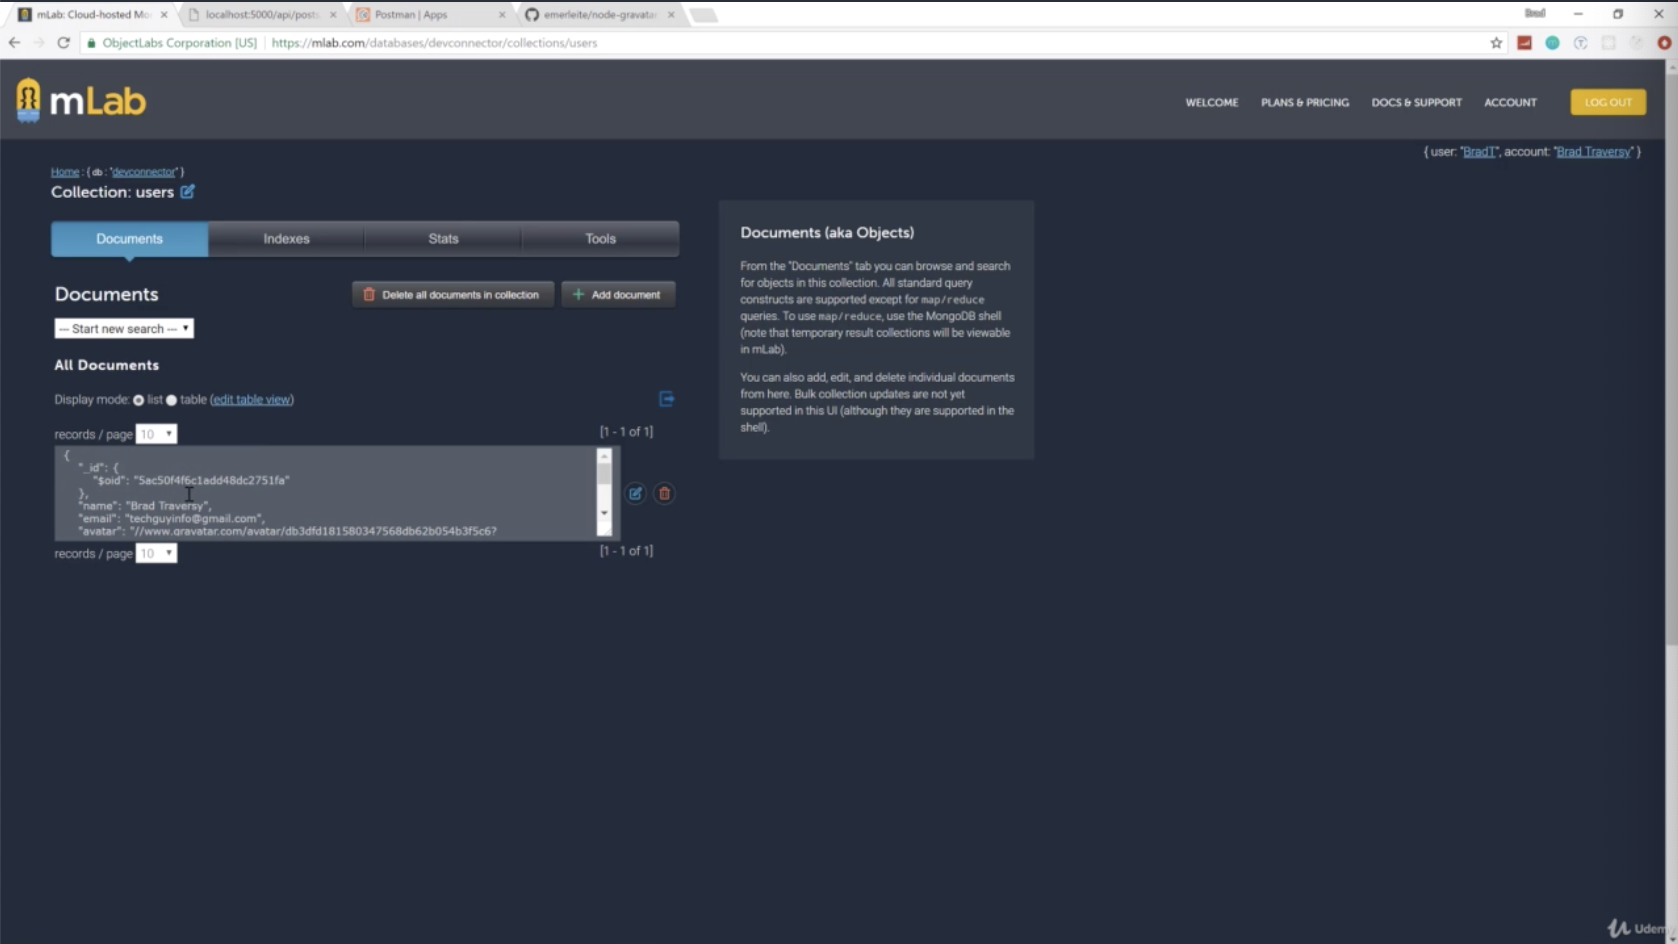 mLab: Cloud-hosted Mo
localhost:5000/api/posts
Postman | Apps
emerleite/node-gravatar
Brad
ObjectLabs Corporation [US]
https://mlab.com/databases/devconnector/collections/users
mLab
WELCOME
PLANS & PRICING
DOCS & SUPPORT
ACCOUNT
LOG OUT
{ user: "BradT", account: "Brad Traversy" }
Home : { db : "devconnector" }
Collection: users
Documents
Indexes
Stats
Tools
Documents
Delete all documents in collection
+ Add document
--- Start new search ---
All Documents
Display mode: list table (edit table view)
records / page 10
[1 - 1 of 1]
{
"_id": {
"$oid": "5ac50f4f6c1add48dc2751fa"
},
"name": "Brad Traversy",
"email": "techguyinfo@gmail.com",
"avatar": "//www.gravatar.com/avatar/db3dfd181580347568db62b054b3f5c6?
records / page 10
[1 - 1 of 1]
Documents (aka Objects)
From the "Documents" tab you can browse and search
for objects in this collection. All standard query
constructs are supported except for map/reduce
queries. To use map/reduce, use the MongoDB shell
(note that temporary result collections will be viewable
in mLab).
You can also add, edit, and delete individual documents
from here. Bulk collection updates are not yet
supported in this UI (although they are supported in the
shell).
Udem